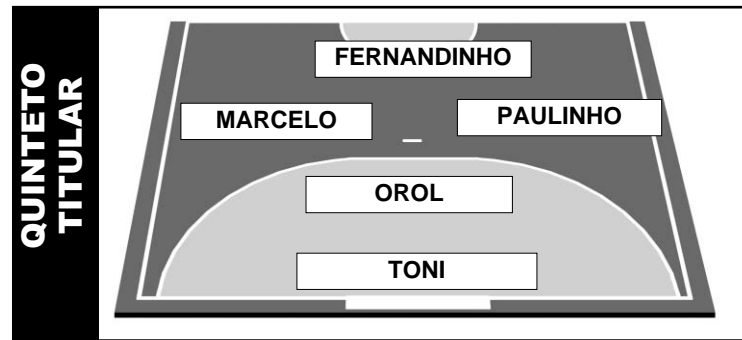 QUINTETO
TITULAR
FERNANDINHO
MARCELO
PAULINHO
OROL
TONI